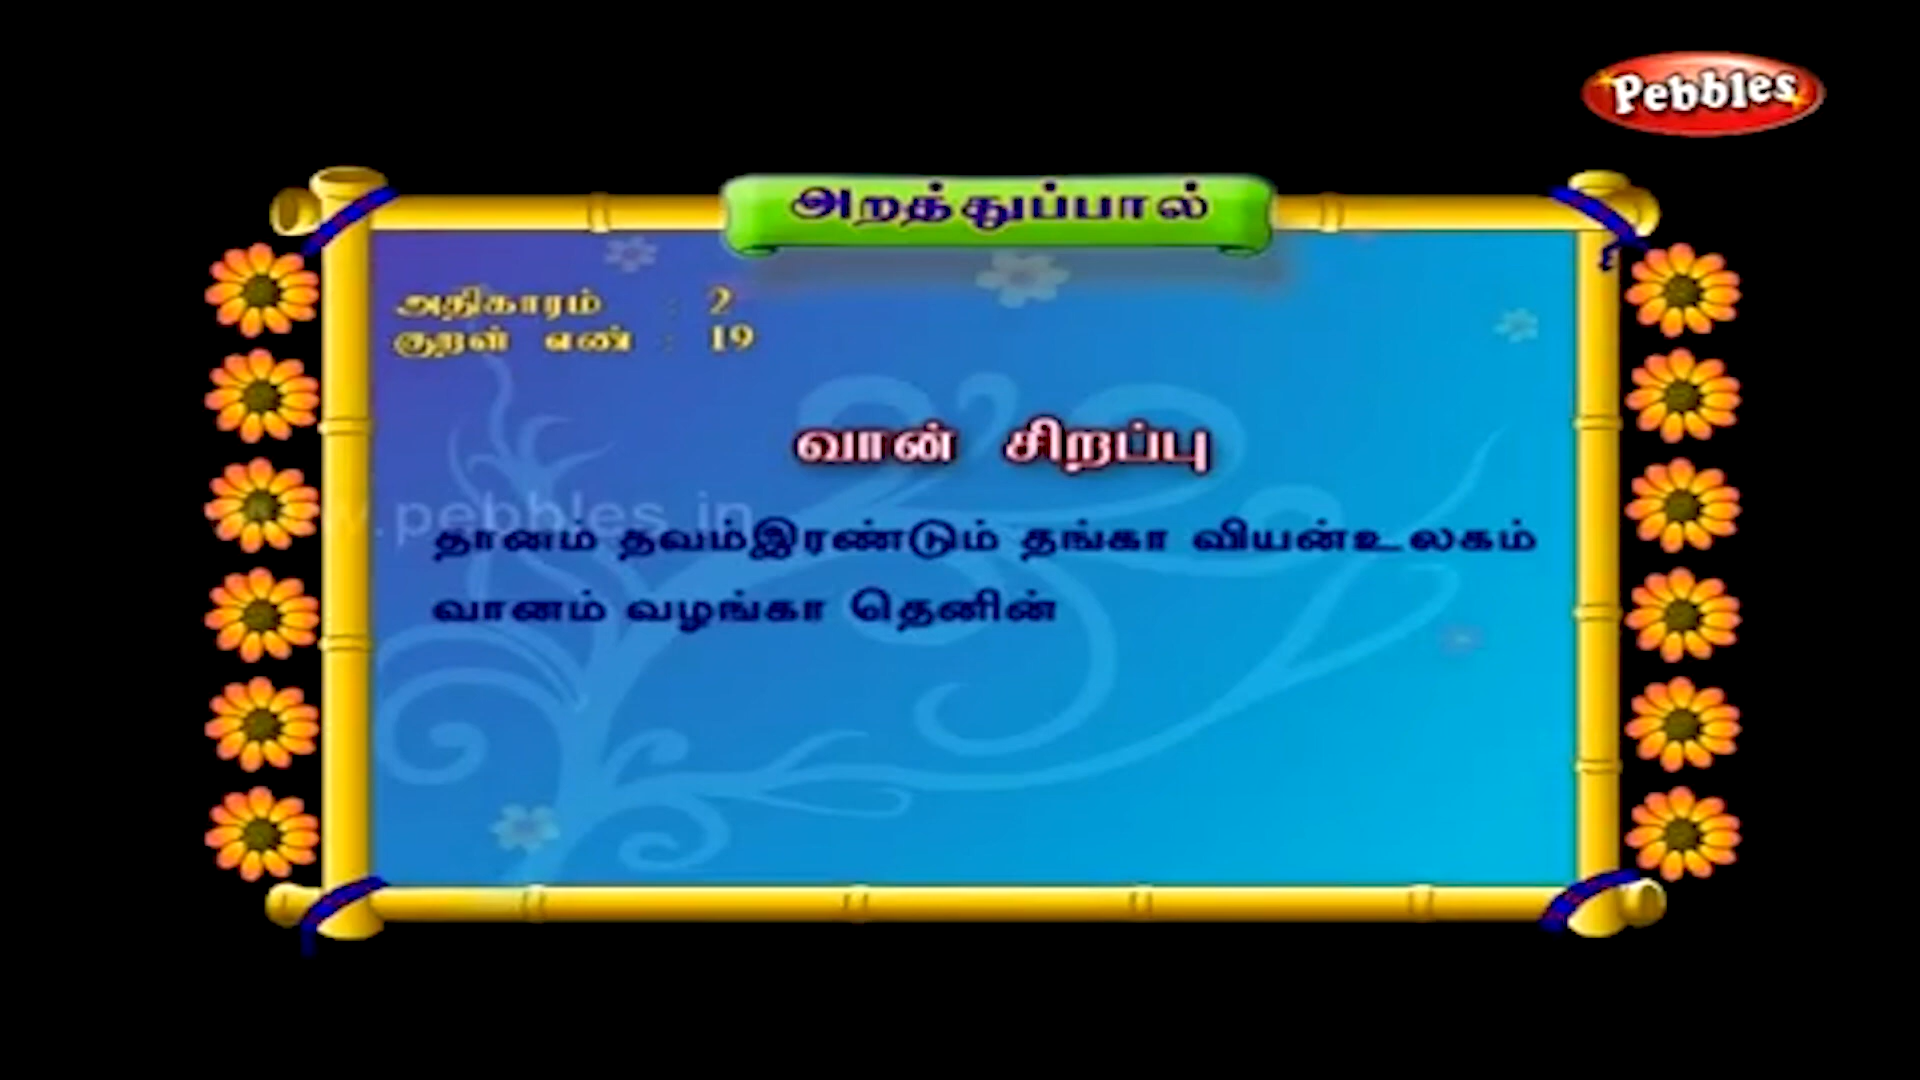 Pebbles
அறத்துப்பால்
அதிகாரம் : 2
குறள் எண் : 19
வான் சிறப்பு
www.pebbles.in
தானம் தவம்இரண்டும் தங்கா வியன்உலகம்
வானம் வழங்கா தெனின்